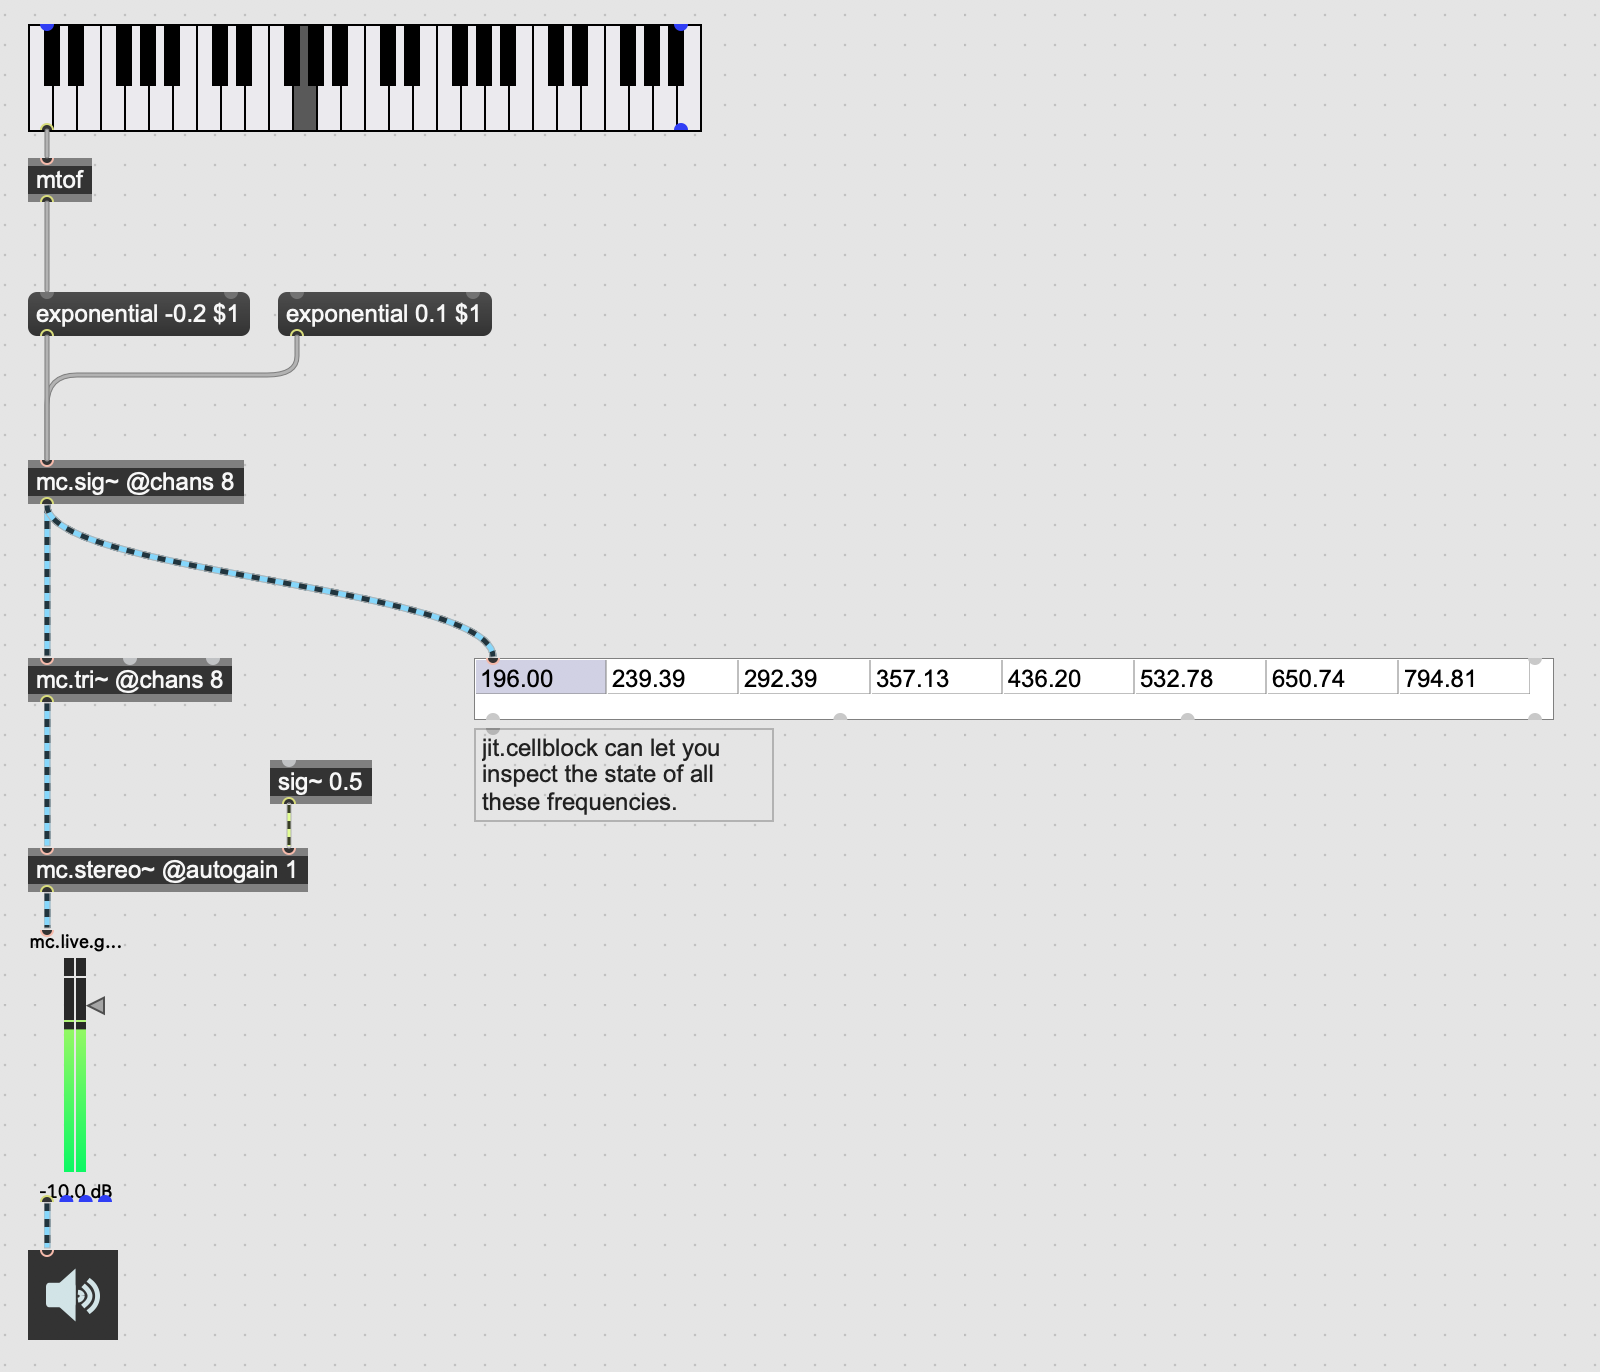 mtof
exponential -0.2 $1
exponential 0.1 $1
mc.sig~ @chans 8
mc.tri~ @chans 8
196.00 239.39 292.39 357.13 436.20 532.78 650.74 794.81
jit.cellblock can let you
inspect the state of all
these frequencies.
sig~ 0.5
mc.stereo~ @autogain 1
mc.live.g...
-10.0 dB